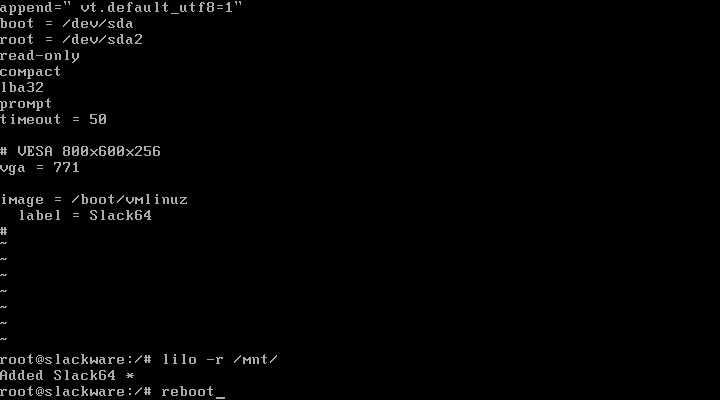 append=" vt.default_utf8=1"
boot = /dev/sda
root = /dev/sda2
read-only
compact
lba32
prompt
timeout = 50

# VESA 800x600x256
vga = 771

image = /boot/vmlinuz
  label = Slack64
#
~
~
~
~
~
~
~
root@slackware:/# lilo -r /mnt/
Added Slack64 *
root@slackware:/# reboot_